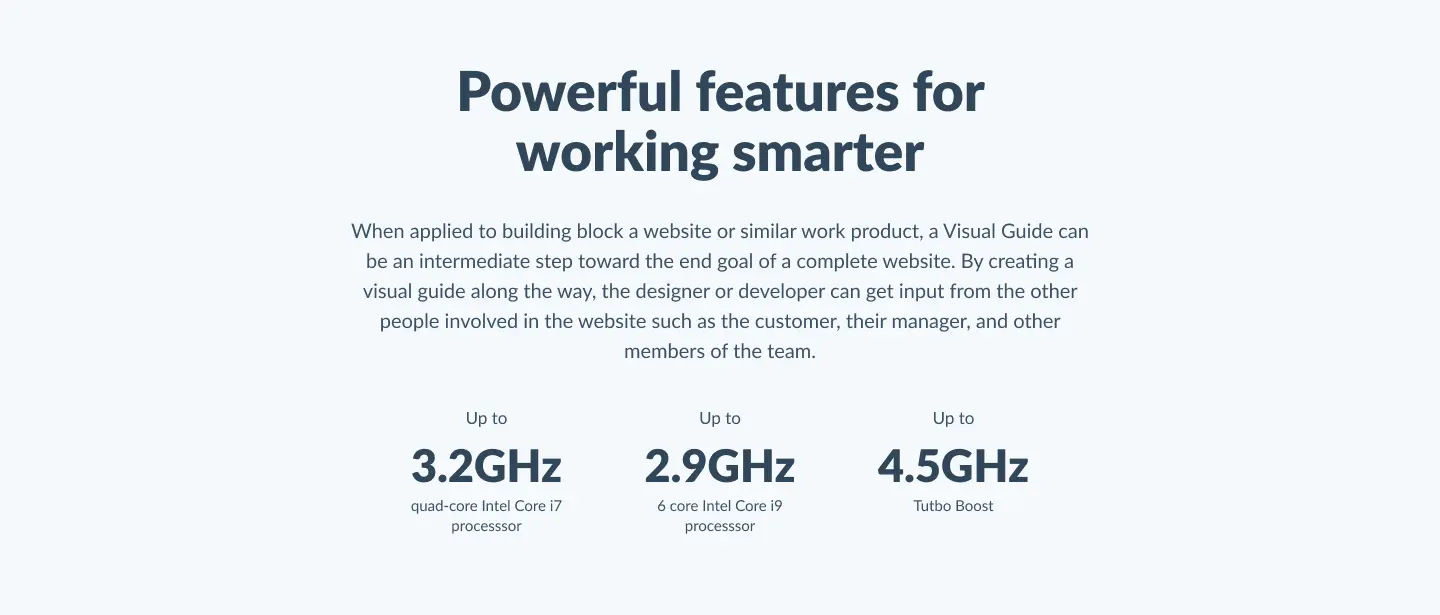 Powerful features for
working smarter
When applied to building block a website or similar work product, a Visual Guide can
be an intermediate step toward the end goal of a complete website. By creating a
visual guide along the way, the designer or developer can get input from the other
people involved in the website such as the customer, their manager, and other
members of the team.
Up to
3.2GHz
quad-core Intel Core i7
processsor
Up to
2.9GHz
6 core Intel Core i9
processsor
Up to
4.5GHz
Tutbo Boost